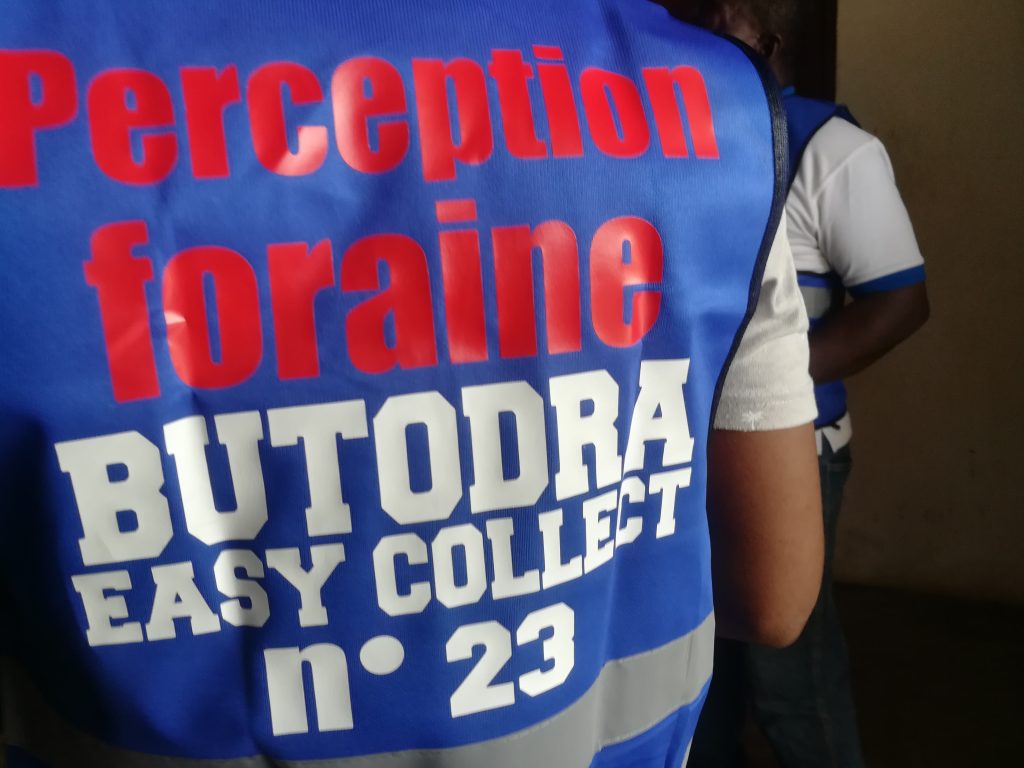 Perception
foraine
BUTODRA
EASY COLLECT
n° 23